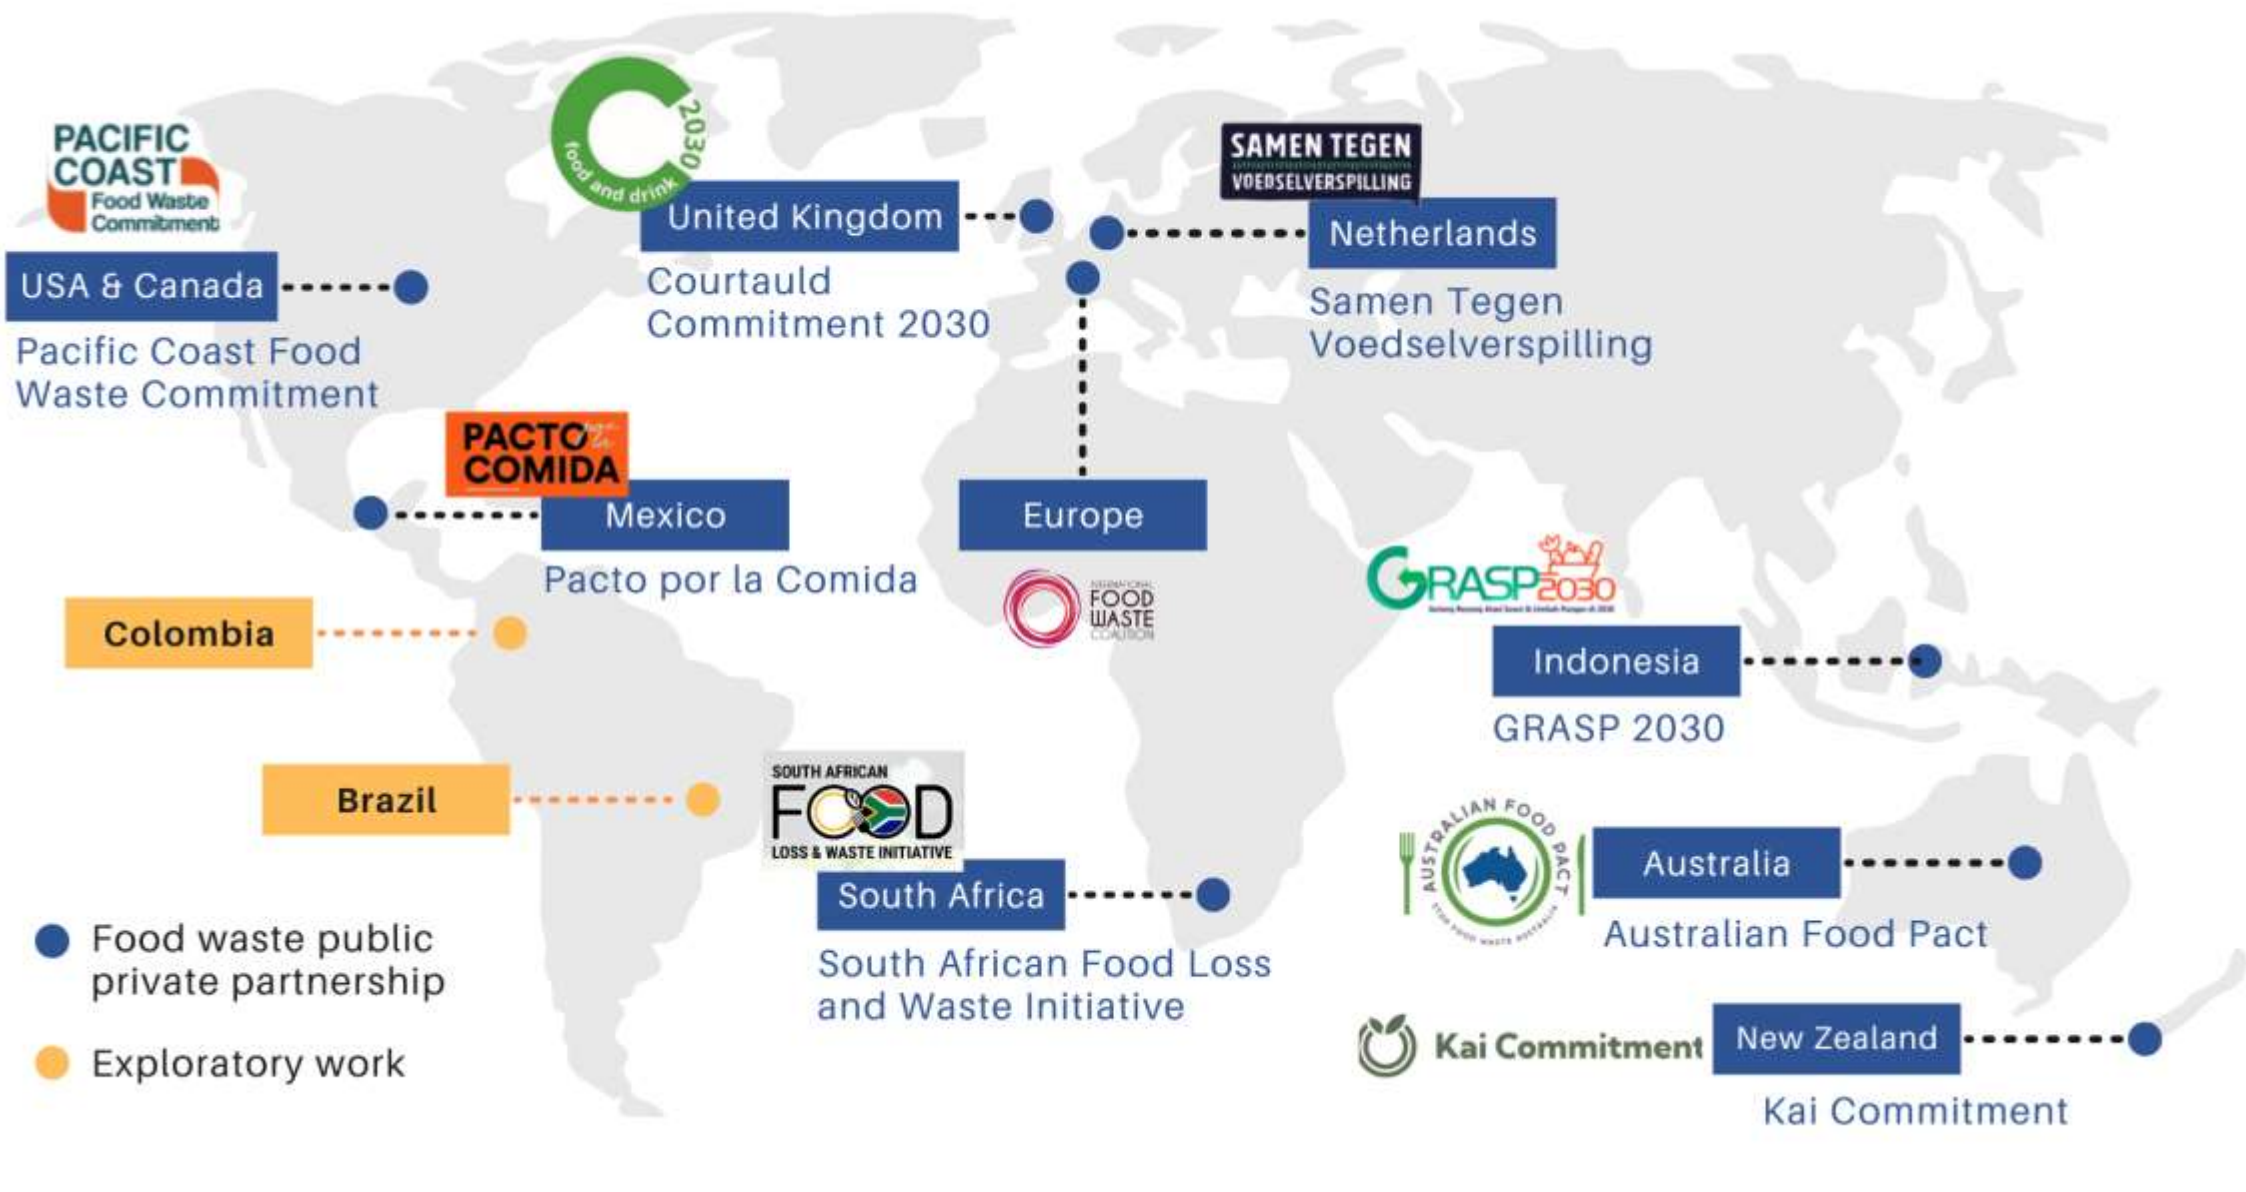 PACIFIC
COAST
Food Waste
Commitment
USA & Canada
Pacific Coast Food
Waste Commitment
2030
food and drink
United Kingdom
Courtauld
Commitment 2030
SAMEN TEGEN
VOEDSELVERSPILLING
Netherlands
Samen Tegen
Voedselverspilling
PACTO
COMIDA
Mexico
Pacto por la Comida
Europe
INTERNATIONAL
FOOD
WASTE
COALITION
Colombia
Brazil
GRASP2030
Indonesia
GRASP 2030
SOUTH AFRICAN
FOOD
LOSS & WASTE INITIATIVE
South Africa
South African Food Loss
and Waste Initiative
AUSTRALIAN FOOD PACT
STOP FOOD WASTE AUSTRALIA
Australia
Australian Food Pact
Kai Commitment
New Zealand
Kai Commitment
Food waste public
private partnership
Exploratory work